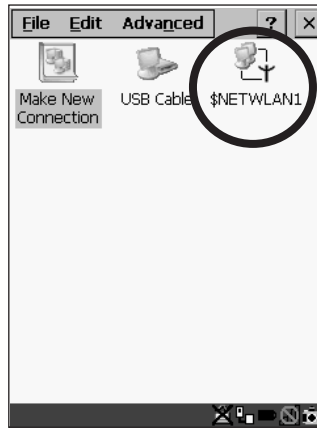 File Edit Advanced ? ×
Make New Connection
USB Cable
$NETWLAN1